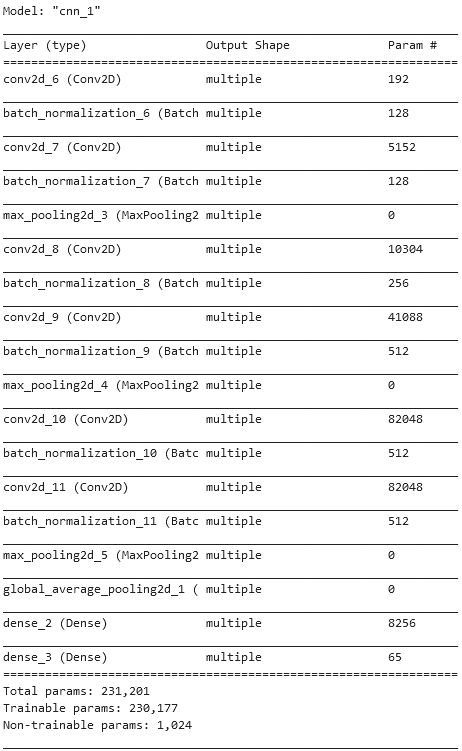 Model: "cnn_1"
Layer (type) Output Shape Param #
conv2d_6 (Conv2D) multiple 192
batch_normalization_6 (Batch multiple 128
conv2d_7 (Conv2D) multiple 5152
batch_normalization_7 (Batch multiple 128
max_pooling2d_3 (MaxPooling2 multiple 0
conv2d_8 (Conv2D) multiple 10304
batch_normalization_8 (Batch multiple 256
conv2d_9 (Conv2D) multiple 41088
batch_normalization_9 (Batch multiple 512
max_pooling2d_4 (MaxPooling2 multiple 0
conv2d_10 (Conv2D) multiple 82048
batch_normalization_10 (Batc multiple 512
conv2d_11 (Conv2D) multiple 82048
batch_normalization_11 (Batc multiple 512
max_pooling2d_5 (MaxPooling2 multiple 0
global_average_pooling2d_1 ( multiple 0
dense_2 (Dense) multiple 8256
dense_3 (Dense) multiple 65
Total params: 231,201
Trainable params: 230,177
Non-trainable params: 1,024